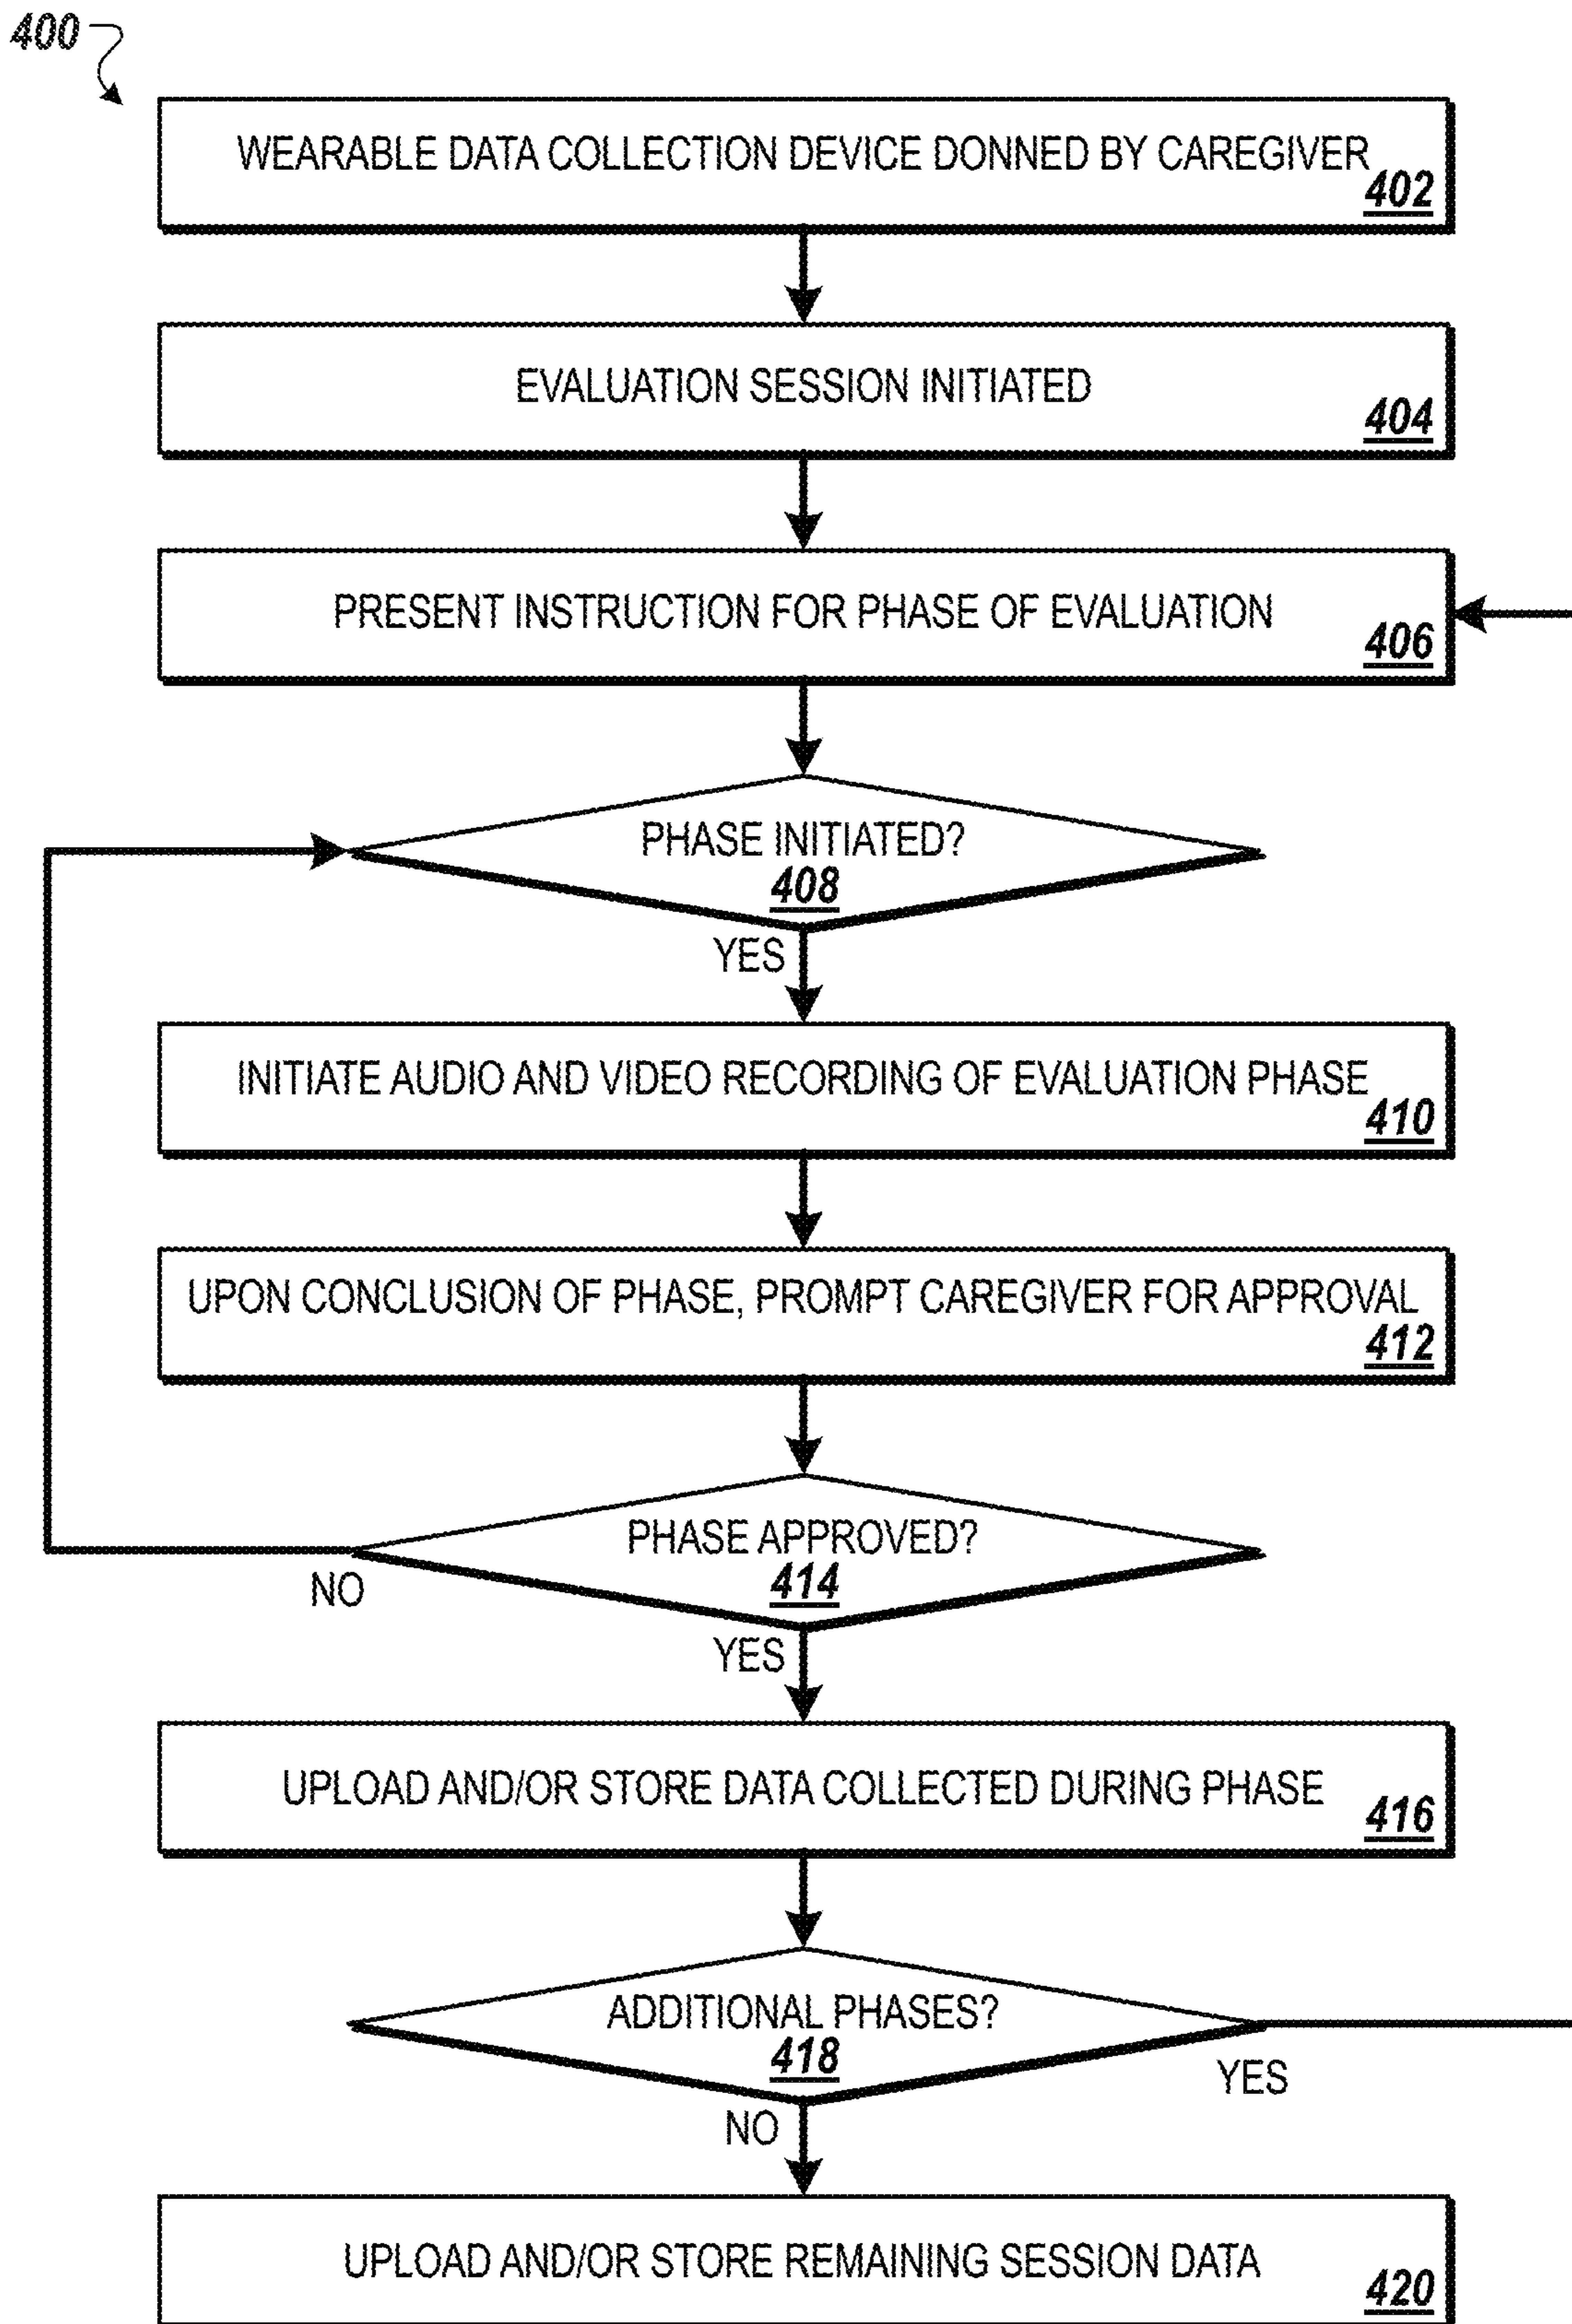 400
WEARABLE DATA COLLECTION DEVICE DONNED BY CAREGIVER
402
EVALUATION SESSION INITIATED
404
PRESENT INSTRUCTION FOR PHASE OF EVALUATION
406
PHASE INITIATED?
408
YES
INITIATE AUDIO AND VIDEO RECORDING OF EVALUATION PHASE
410
UPON CONCLUSION OF PHASE, PROMPT CAREGIVER FOR APPROVAL
412
PHASE APPROVED?
414
NO
YES
UPLOAD AND/OR STORE DATA COLLECTED DURING PHASE
416
ADDITIONAL PHASES?
418
YES
NO
UPLOAD AND/OR STORE REMAINING SESSION DATA
420